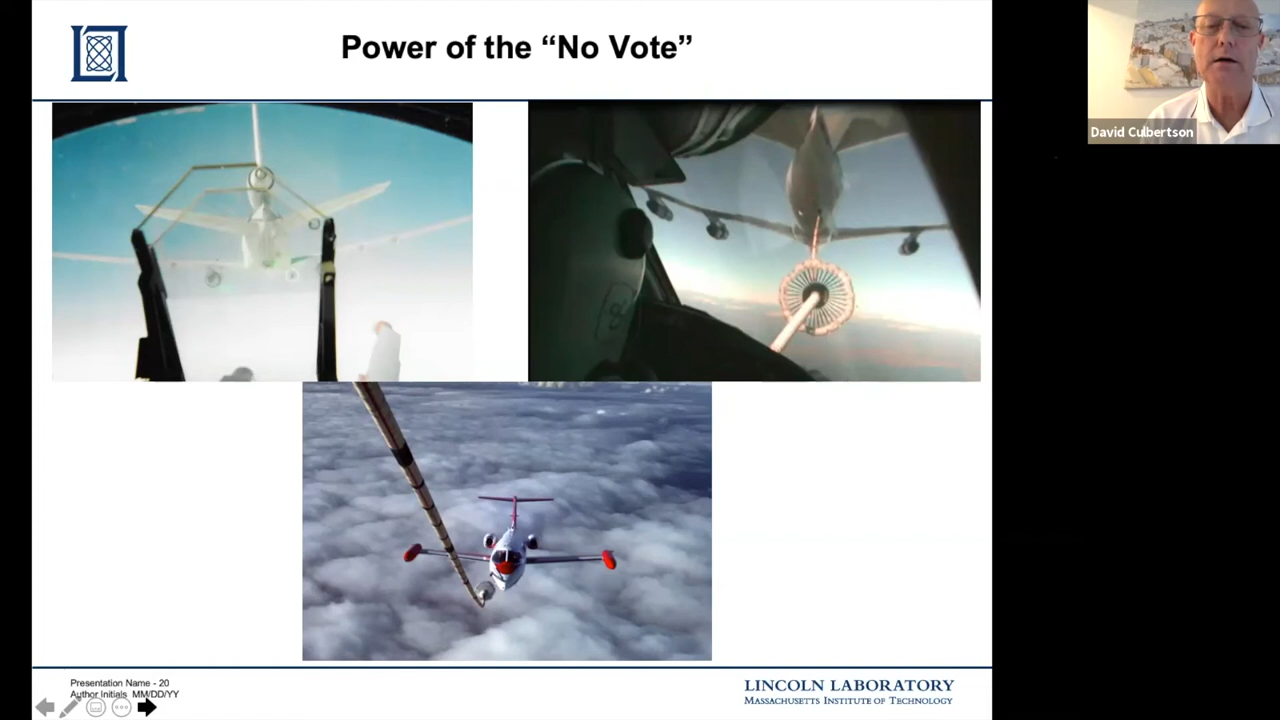 Power of the “No Vote”
David Culbertson
Presentation Name - 20
Author Initials MM/DD/YY
LINCOLN LABORATORY
MASSACHUSETTS INSTITUTE OF TECHNOLOGY